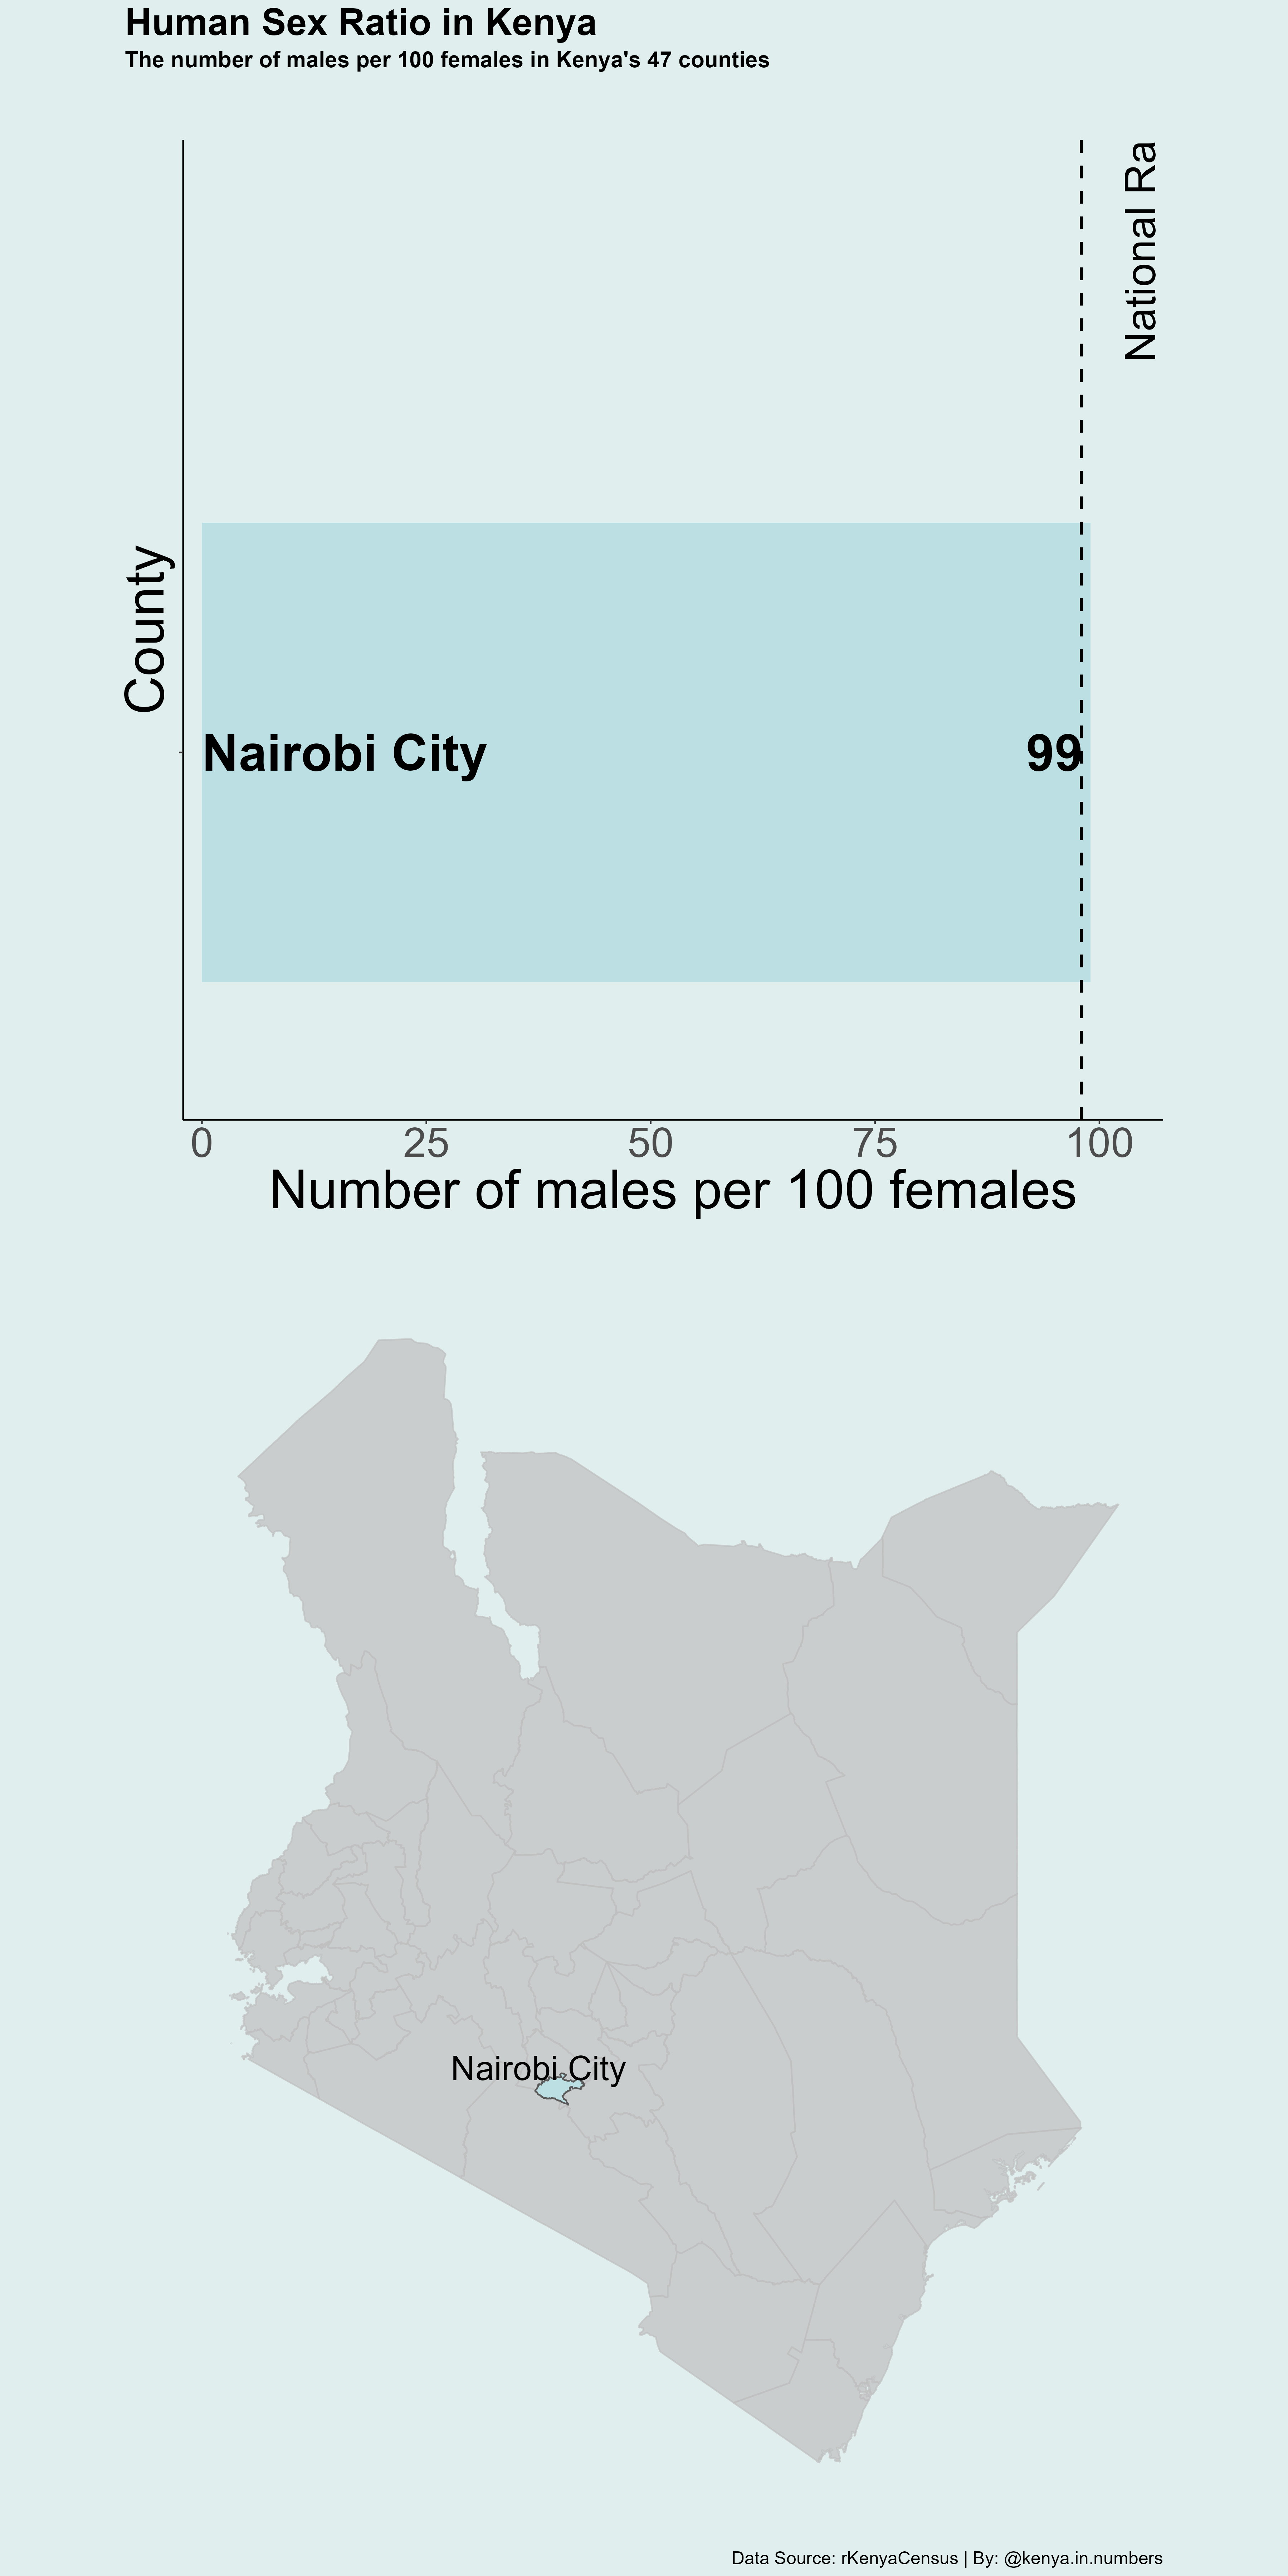 Human Sex Ratio in Kenya
The number of males per 100 females in Kenya's 47 counties
National Ra
County
Nairobi City
99
0 25 50 75 100
Number of males per 100 females
Nairobi City
Data Source: rKenyaCensus | By: @kenya.in.numbers